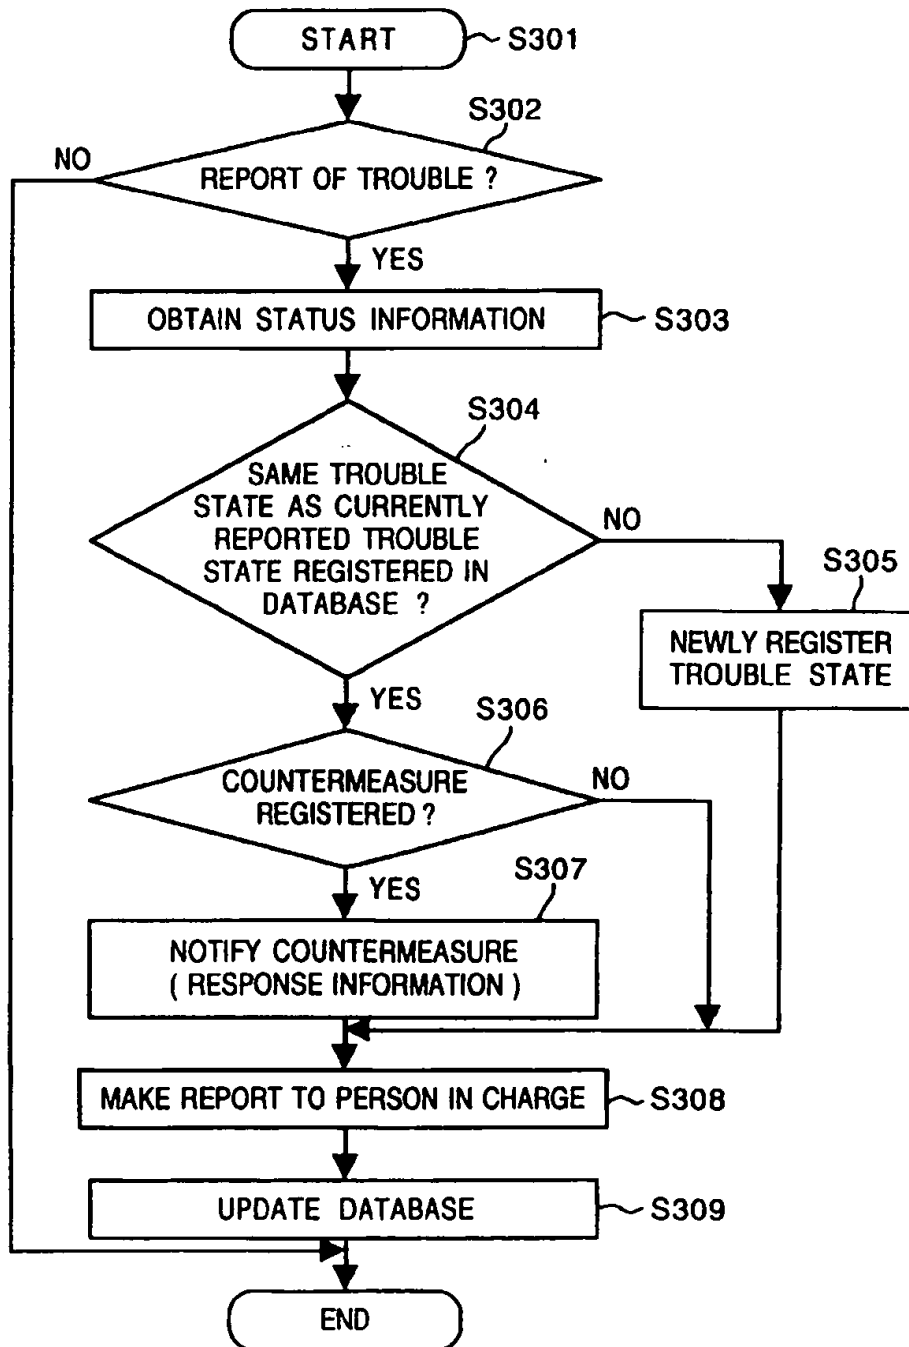 START
S301
S302
NO
REPORT OF TROUBLE ?
YES
OBTAIN STATUS INFORMATION
S303
S304
SAME TROUBLE
STATE AS CURRENTLY
REPORTED TROUBLE
STATE REGISTERED IN
DATABASE ?
NO
S305
NEWLY REGISTER
TROUBLE STATE
YES
S306
COUNTERMEASURE
REGISTERED ?
NO
YES
S307
NOTIFY COUNTERMEASURE
( RESPONSE INFORMATION )
MAKE REPORT TO PERSON IN CHARGE
S308
UPDATE DATABASE
S309
END